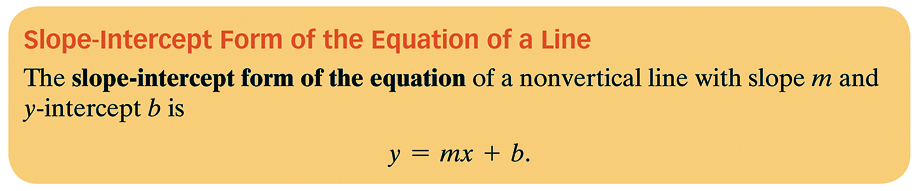 Slope-Intercept Form of the Equation of a Line
The slope-intercept form of the equation of a nonvertical line with slope m and
y-intercept b is
y = mx + b.